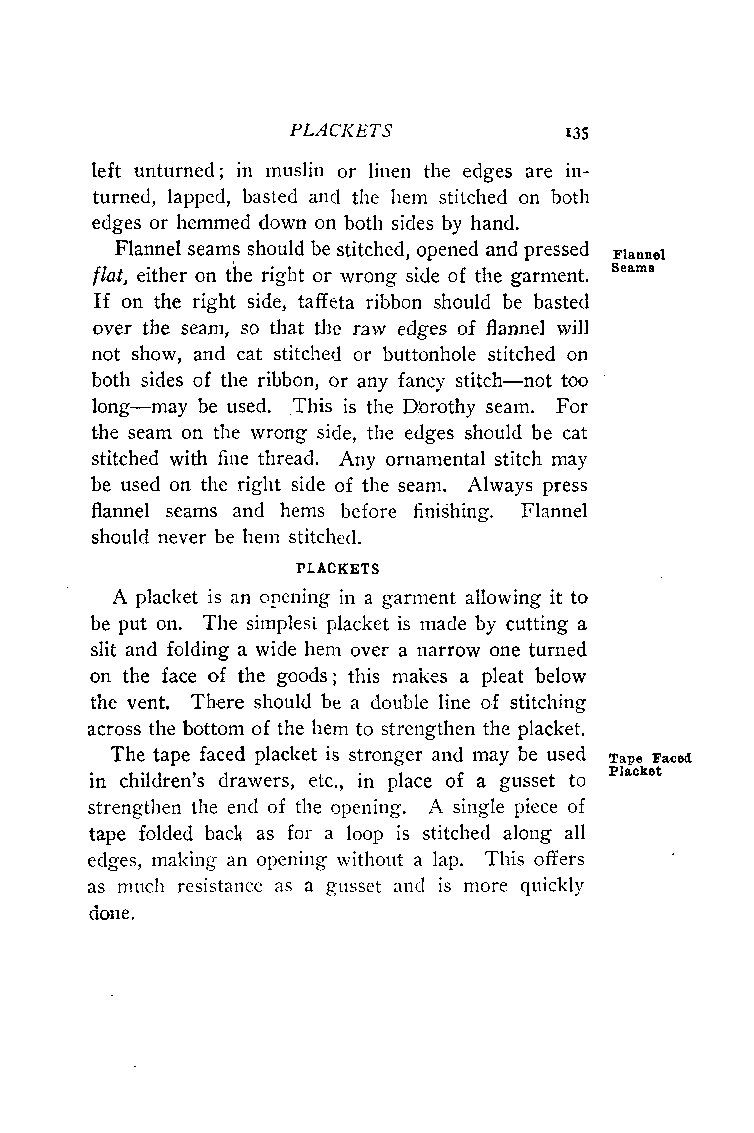 PLACKETS 135
left unturned; in muslin or linen the edges are in-
turned, lapped, basted and the hem stitched on both
edges or hemmed down on both sides by hand.
Flannel Seams
Flannel seams should be stitched, opened and pressed
flat, either on the right or wrong side of the garment.
If on the right side, taffeta ribbon should be basted
over the seam, so that the raw edges of flannel will
not show, and cat stitched or buttonhole stitched on
both sides of the ribbon, or any fancy stitch—not too
long—may be used. This is the Dorothy seam. For
the seam on the wrong side, the edges should be cat
stitched with fine thread. Any ornamental stitch may
be used on the right side of the seam. Always press
flannel seams and hems before finishing. Flannel
should never be hem stitched.
PLACKETS
A placket is an opening in a garment allowing it to
be put on. The simplest placket is made by cutting a
slit and folding a wide hem over a narrow one turned
on the face of the goods; this makes a pleat below
the vent. There should be a double line of stitching
across the bottom of the hem to strengthen the placket.
Tape Faced
Placket
The tape faced placket is stronger and may be used
in children's drawers, etc., in place of a gusset to
strengthen the end of the opening. A single piece of
tape folded back as for a loop is stitched along all
edges, making an opening without a lap. This offers
as much resistance as a gusset and is more quickly
done.